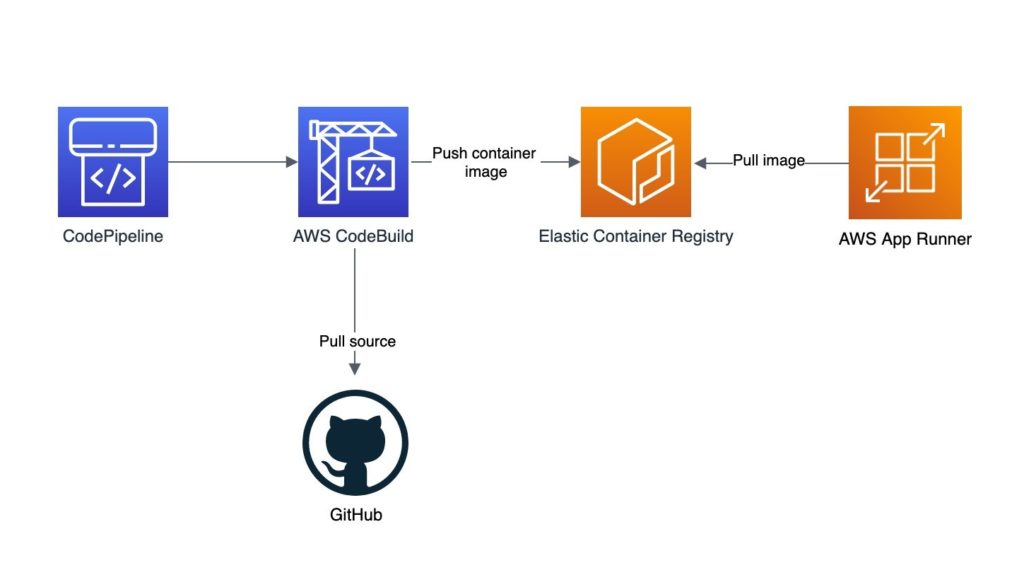 Push container
image
Pull image
CodePipeline
AWS CodeBuild
Elastic Container Registry
AWS App Runner
Pull source
GitHub